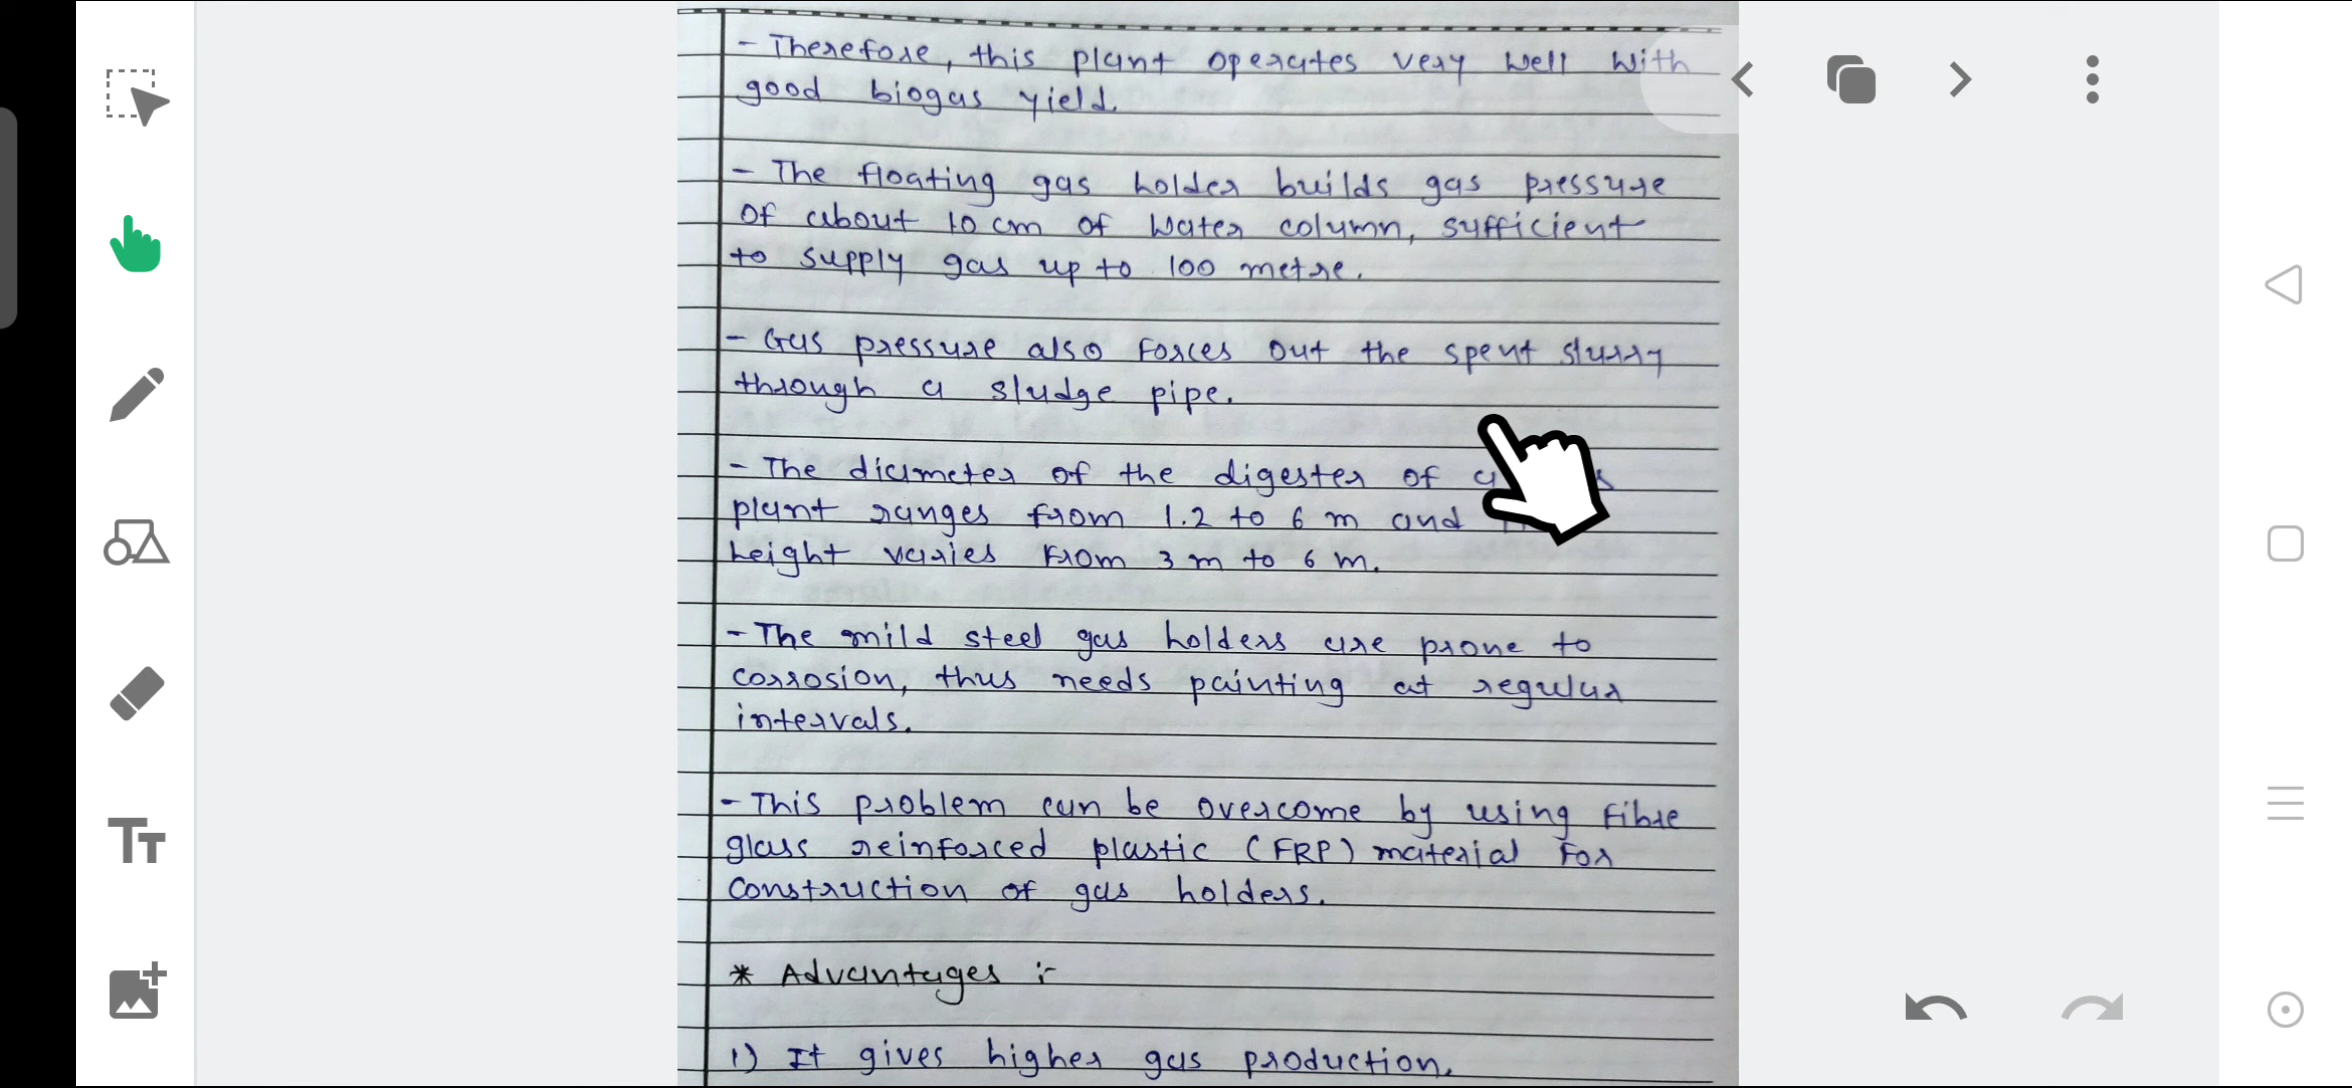 - Therefore, this plant operates very well with
good biogas yield.
- The floating gas holder builds gas pressure
of about 10 cm of water column, sufficient
to supply gas up to 100 metre.
- Gas pressure also forces out the spent slurry
through a sludge pipe.
- The diameter of the digester of
plant ranges from 1.2 to 6 m and
height varies from 3 m to 6 m.
- The mild steel gas holders are prone to
corrosion, thus needs painting at regular
intervals.
- This problem can be overcome by using fibre
glass reinforced plastic (FRP) material for
construction of gas holders.
* Advantages :-
1) It gives higher gas production.
TT